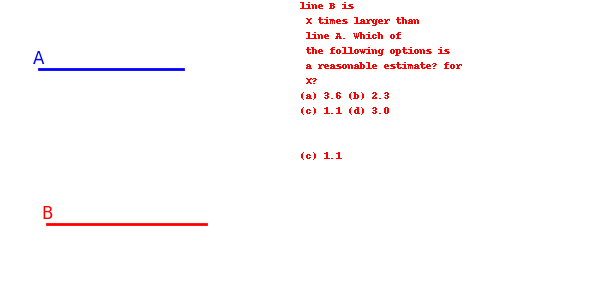 line B is
X times larger than
line A. Which of
the following options is
a reasonable estimate? for
X?
(a) 3.6 (b) 2.3
(c) 1.1 (d) 3.0
(c) 1.1
A
B